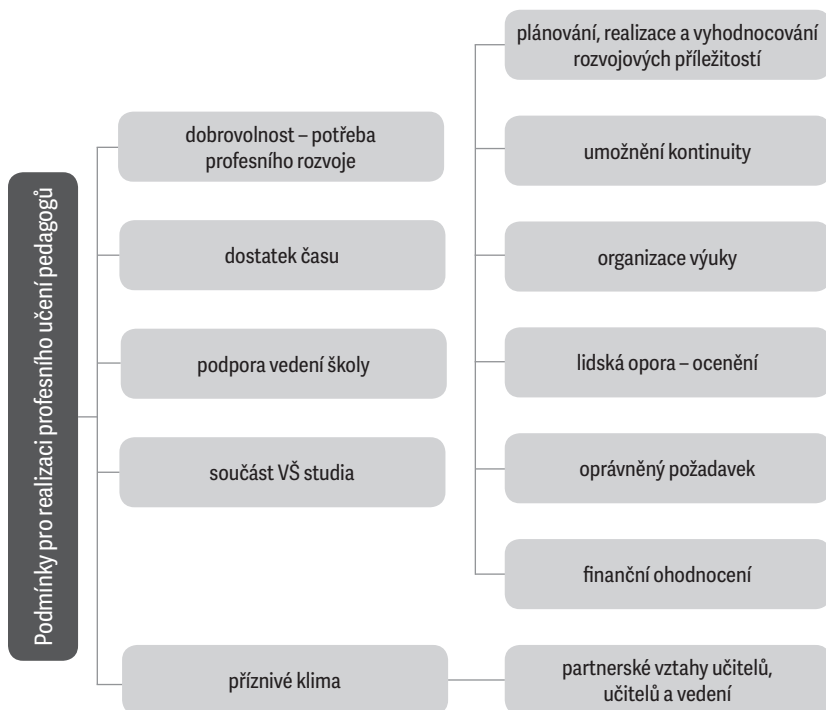 Podmínky pro realizaci profesního učení pedagogů
dobrovolnost – potřeba
profesního rozvoje
dostatek času
podpora vedení školy
součást VŠ studia
příznivé klima
plánování, realizace a vyhodnocování
rozvojových příležitostí
umožnění kontinuity
organizace výuky
lidská opora – ocenění
oprávněný požadavek
finanční ohodnocení
partnerské vztahy učitelů,
učitelů a vedení